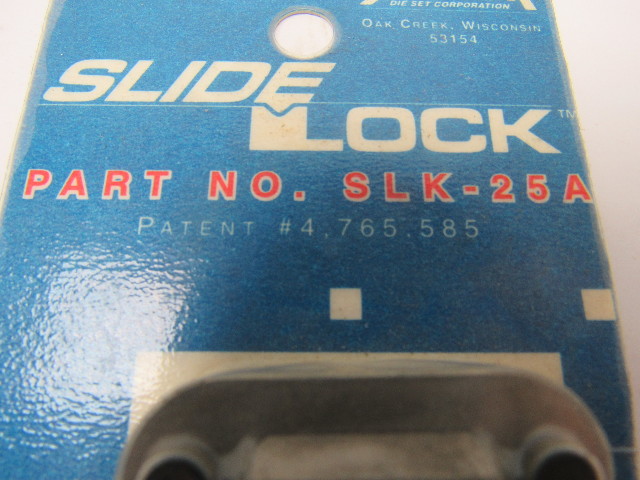 DIE SET CORPORATION
OAK CREEK, WISCONSIN
53154
SLIDE
LOCK™
PART NO. SLK-25A
PATENT #4,765.585